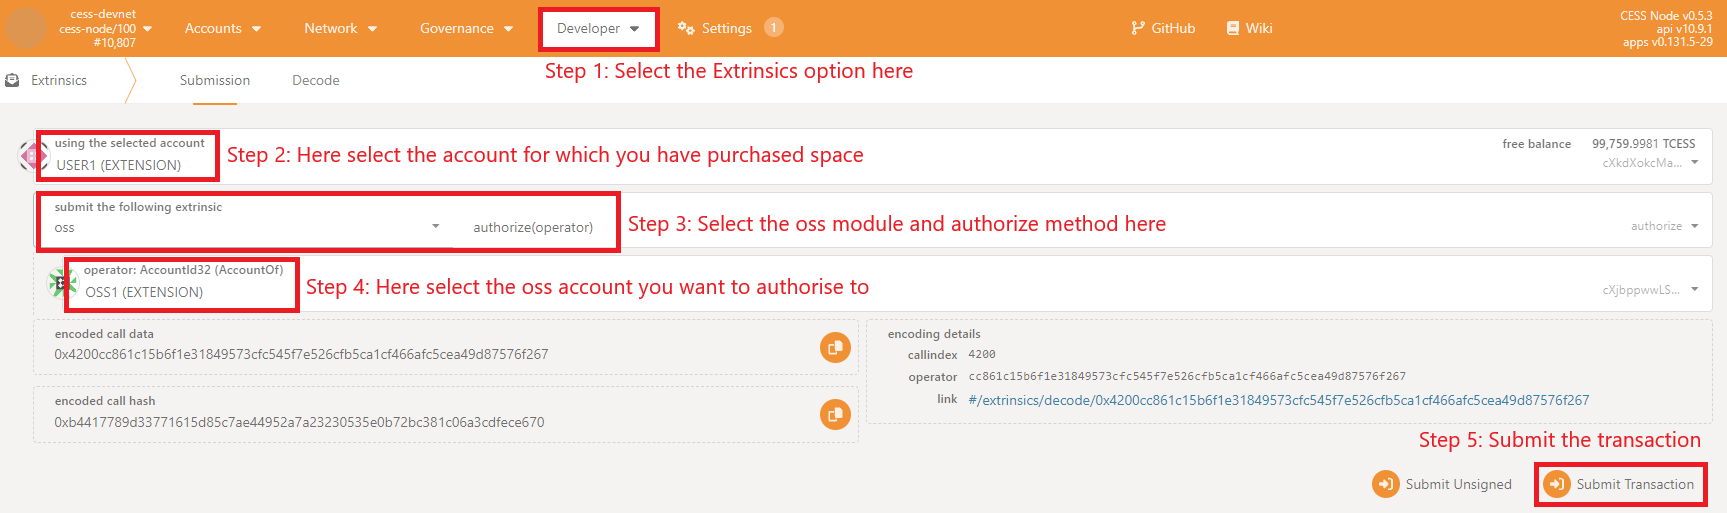 cess-devnet
cess-node/100
#10,807
Accounts
Network
Governance
Developer
Settings
1
GitHub
Wiki
CESS Node v0.5.3
api v10.9.1
apps v0.131.5-29
Step 1: Select the Extrinsics option here
Extrinsics
Submission
Decode
using the selected account
USER1 (EXTENSION)
Step 2: Here select the account for which you have purchased space
free balance 99,759.9981 TCESS
cXkdXokcMa...
submit the following extrinsic
oss
authorize(operator)
Step 3: Select the oss module and authorize method here
authorize
operator: AccountId32 (AccountOf)
OSS1 (EXTENSION)
Step 4: Here select the oss account you want to authorise to
cXjbppwwLS...
encoded call data
0x4200cc861c15b6f1e31849573cfc545f7e526cfb5ca1cf466afc5cea49d87576f267
encoded call hash
0xb4417789d33771615d85c7ae44952a7a23230535e0b72bc381c06a3cdfece670
encoding details
callindex 4200
operator cc861c15b6f1e31849573cfc545f7e526cfb5ca1cf466afc5cea49d87576f267
link #/extrinsics/decode/0x4200cc861c15b6f1e31849573cfc545f7e526cfb5ca1cf466afc5cea49d87576f267
Step 5: Submit the transaction
Submit Unsigned
Submit Transaction